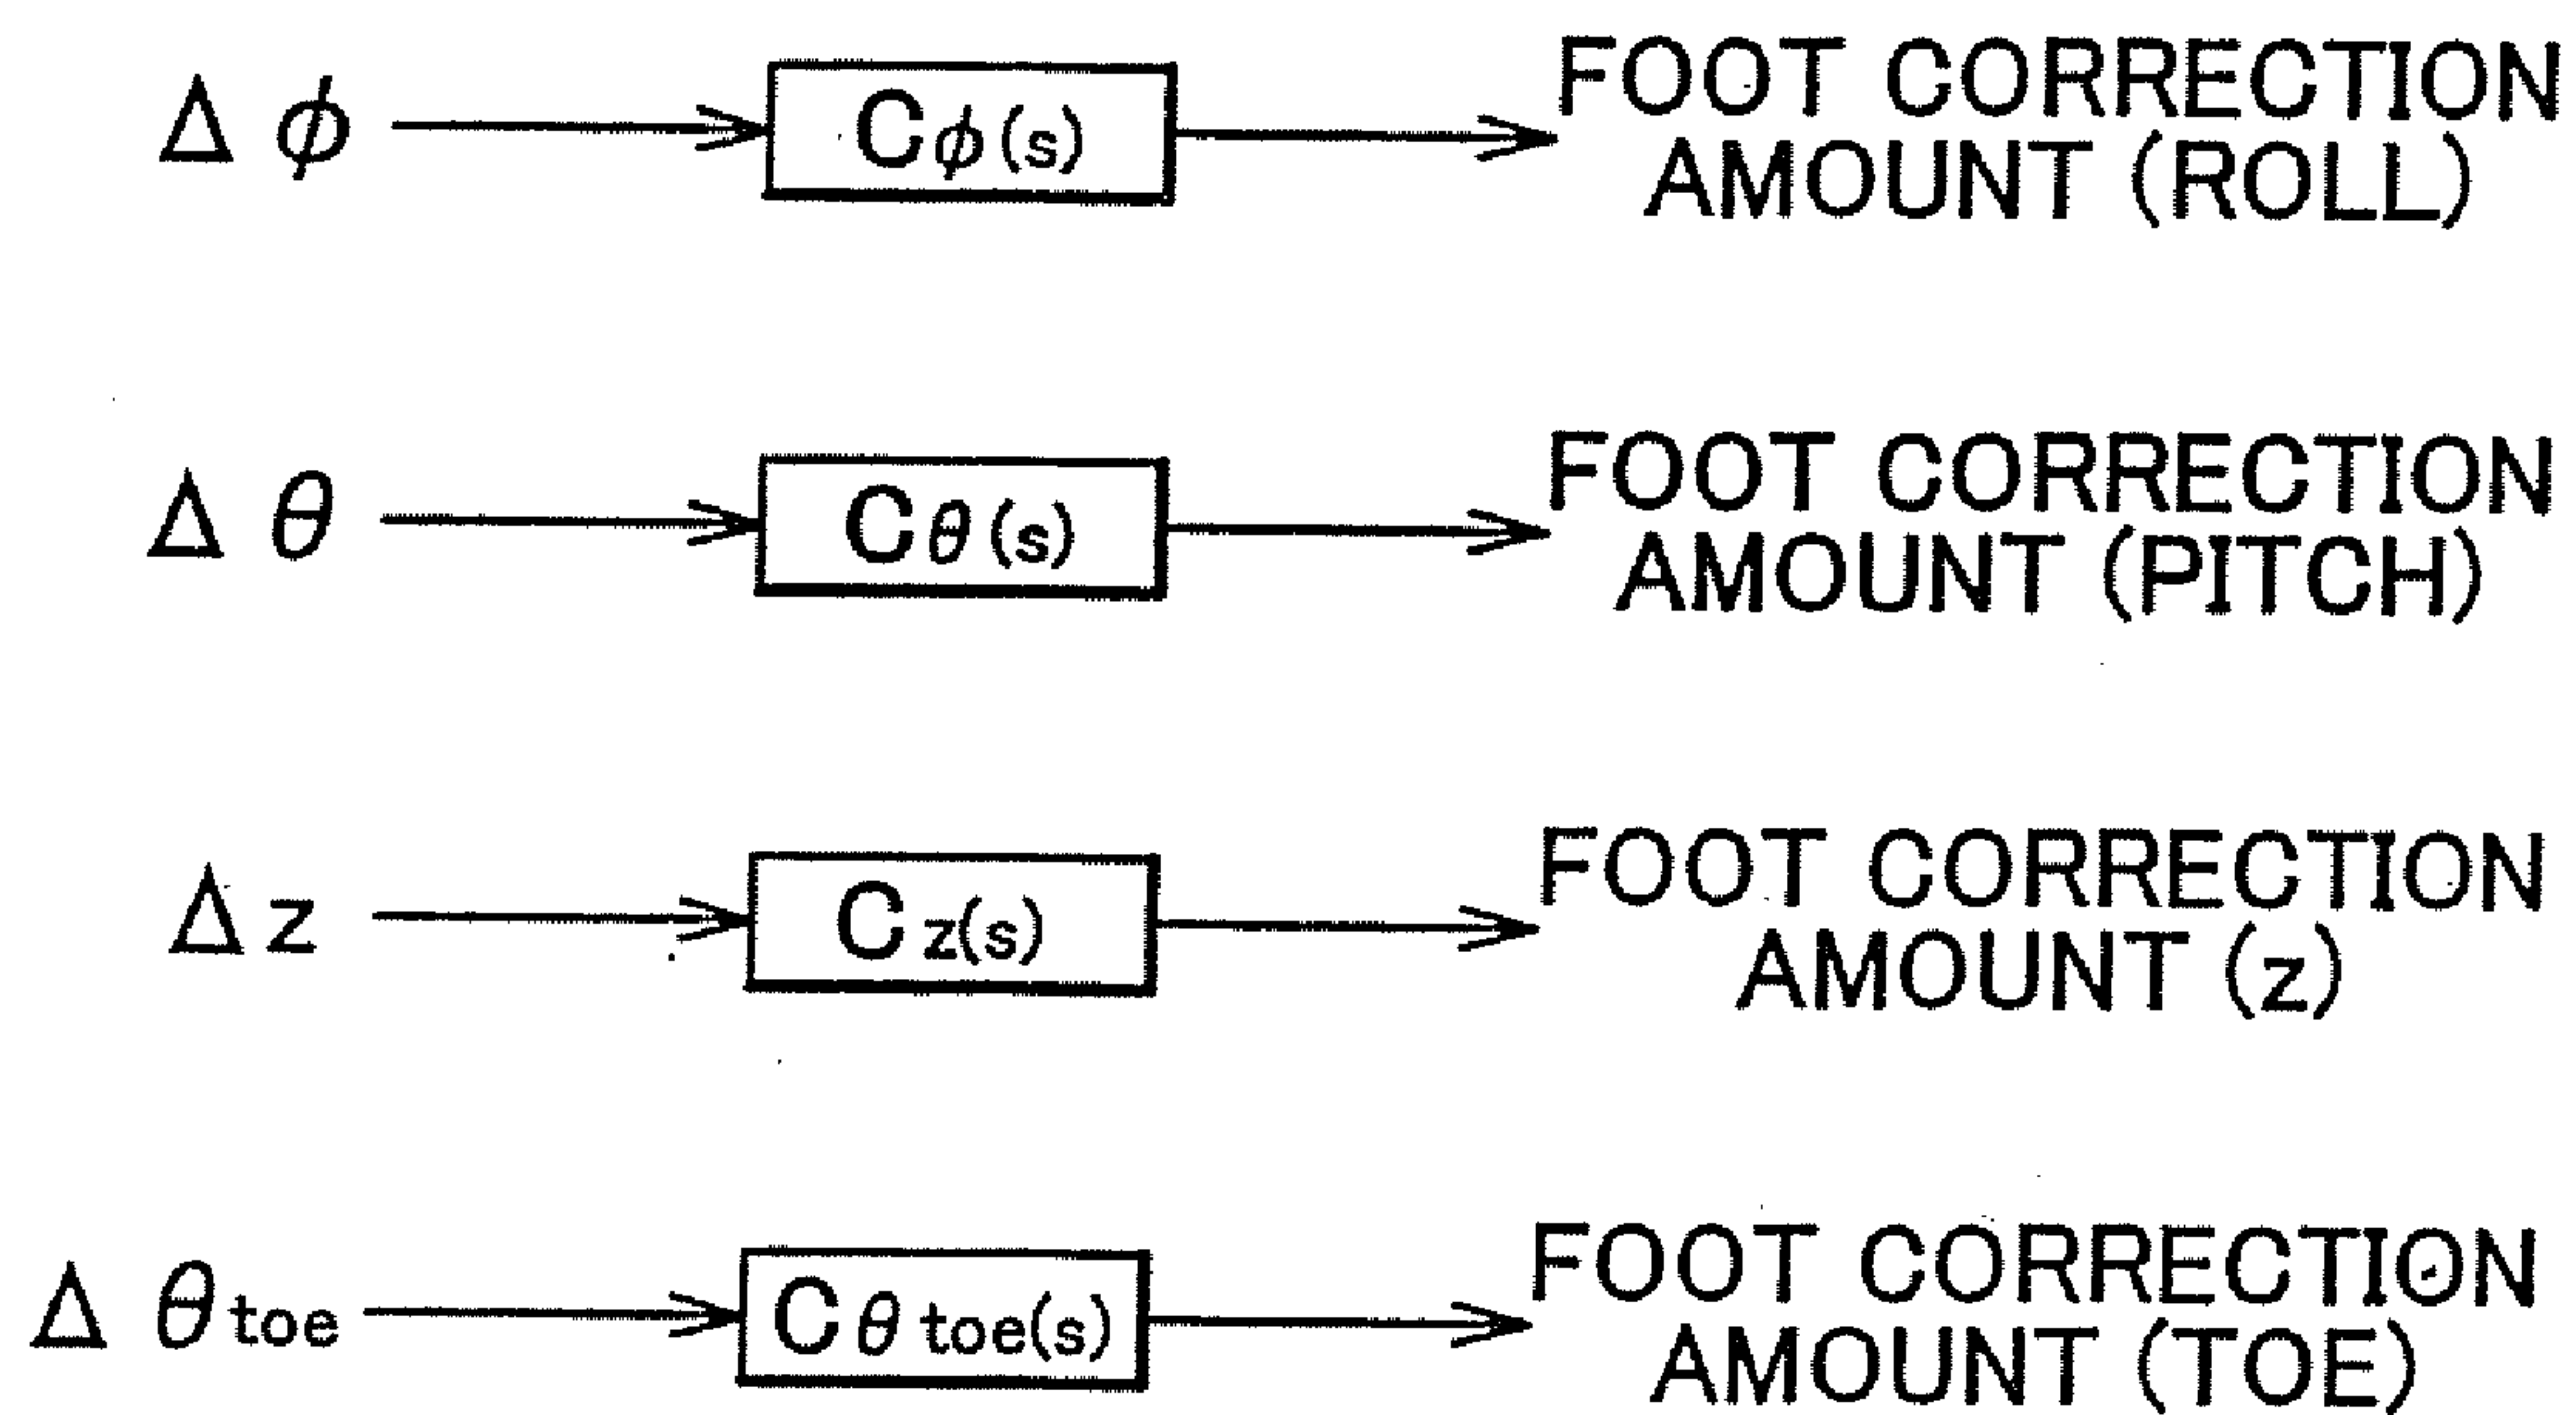 Δ ϕ Cϕ(s) FOOT CORRECTION
AMOUNT (ROLL)
Δ θ Cθ(s) FOOT CORRECTION
AMOUNT (PITCH)
Δz Cz(s) FOOT CORRECTION
AMOUNT (z)
Δ θtoe Cθtoe(s) FOOT CORRECTION
AMOUNT (TOE)